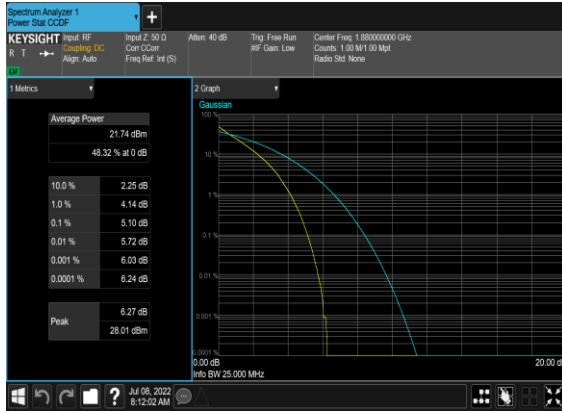 Spectrum Analyzer 1
Power Stat CCDF
KEYSIGHT
R T
LU
Input: RF
Coupling: DC
Align: Auto
Input Z: 50 Ω
Corr CCorr
Freq Ref: Int (S)
Atten: 40 dB
Trig: Free Run
#IF Gain: Low
Center Freq: 1.880000000 GHz
Counts: 1.00 M/1.00 Mpt
Radio Std: None
1 Metrics
Average Power
21.74 dBm
48.32 % at 0 dB
10.0 % 2.25 dB
1.0 % 4.14 dB
0.1 % 5.10 dB
0.01 % 5.72 dB
0.001 % 6.03 dB
0.0001 % 6.24 dB
Peak
6.27 dB
28.01 dBm
2 Graph
Gaussian
100 %
10 %
1 %
0.1 %
0.01 %
0.001 %
0.0001 %
0.00 dB
20.00 d
Info BW 25.000 MHz
?
Jul 08, 2022
8:12:02 AM